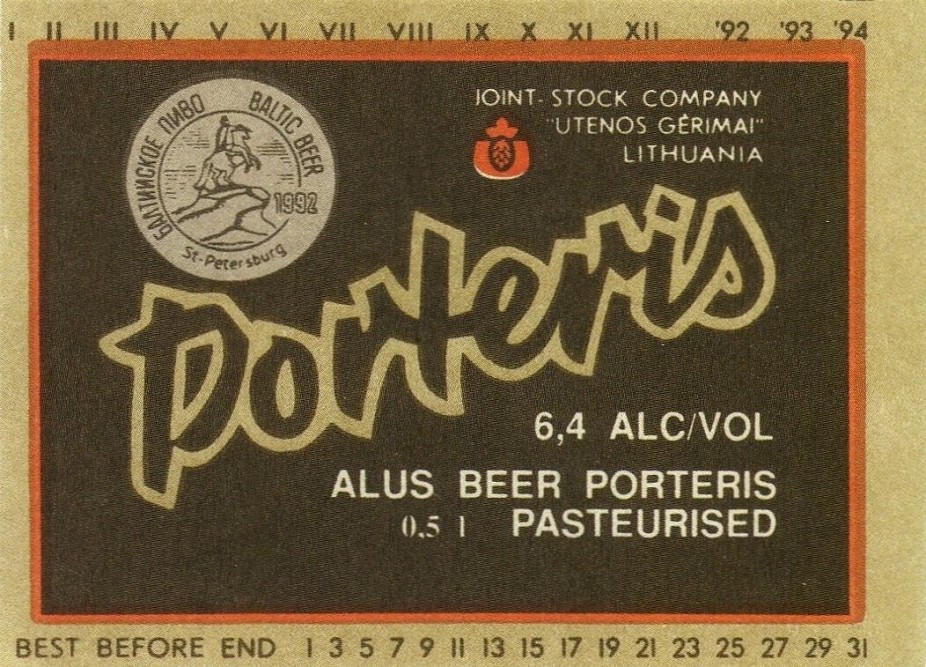 I II III IV V VI VII VIII IX X XI XII '92 '93 '94
БАЛТИЙСКОЕ ПИВО BALTIC BEER
1992
St-Petersburg
JOINT-STOCK COMPANY
"UTENOS GĖRIMAI"
LITHUANIA
Porteris
6,4 ALC/VOL
ALUS BEER PORTERIS
0,5 l PASTEURISED
BEST BEFORE END 1 3 5 7 9 11 13 15 17 19 21 23 25 27 29 31